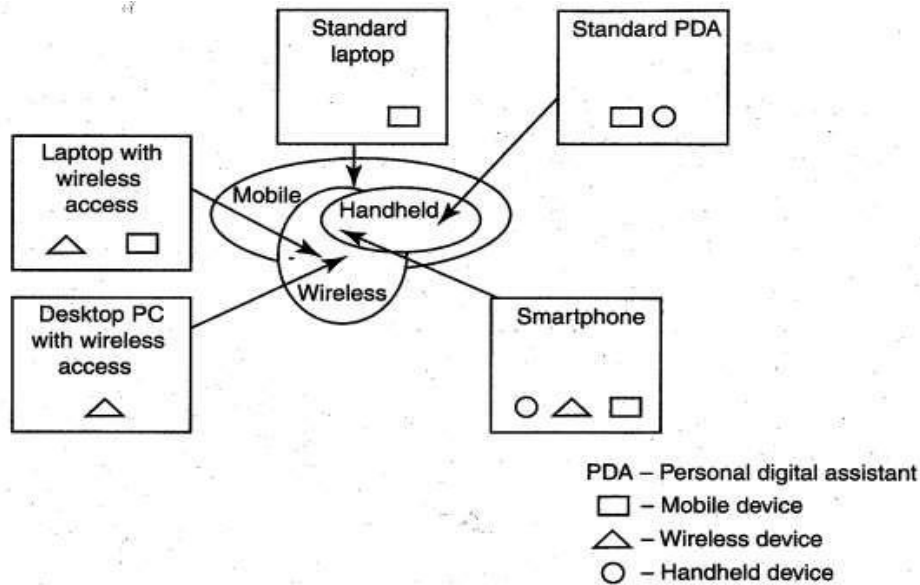 Standard
laptop
Standard PDA
Laptop with
wireless
access
Mobile
Handheld
Wireless
Desktop PC
with wireless
access
Smartphone
PDA – Personal digital assistant
– Mobile device
– Wireless device
– Handheld device